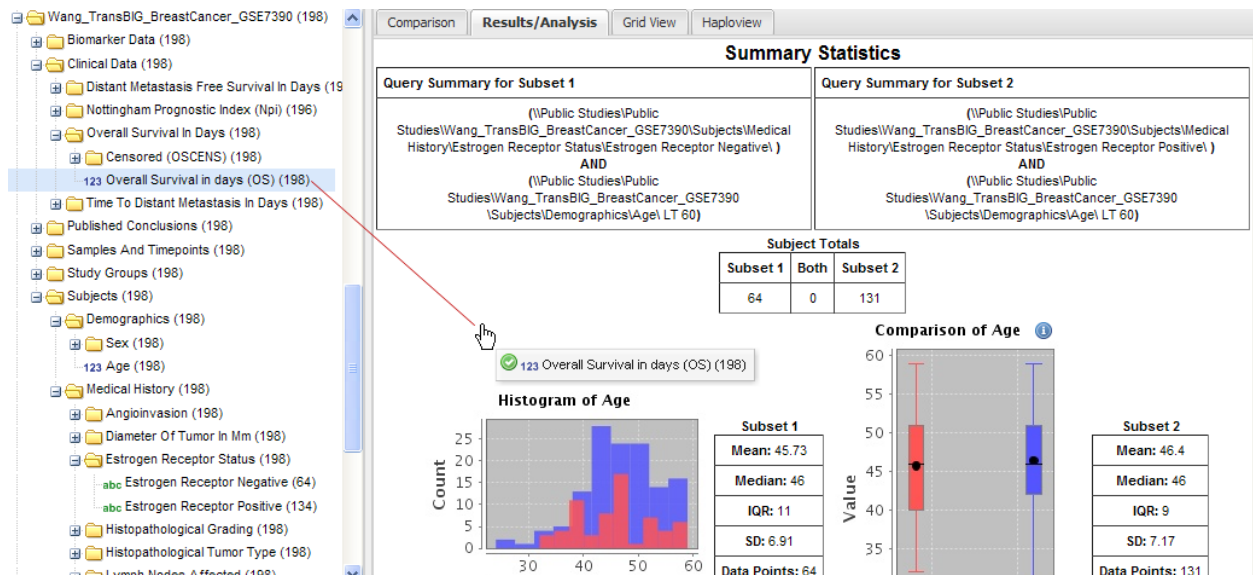 Wang_TransBIG_BreastCancer_GSE7390 (198)
Biomarker Data (198)
Clinical Data (198)
Distant Metastasis Free Survival In Days (19
Nottingham Prognostic Index (Npi) (196)
Overall Survival In Days (198)
Censored (OSCENS) (198)
123 Overall Survival in days (OS) (198)
Time To Distant Metastasis In Days (198)
Published Conclusions (198)
Samples And Timepoints (198)
Study Groups (198)
Subjects (198)
Demographics (198)
Sex (198)
123 Age (198)
Medical History (198)
Angioinvasion (198)
Diameter Of Tumor In Mm (198)
Estrogen Receptor Status (198)
abc Estrogen Receptor Negative (64)
abc Estrogen Receptor Positive (134)
Histopathological Grading (198)
Histopathological Tumor Type (198)
Lymph Nodes Affected (198)
Comparison
Results/Analysis
Grid View
Haploview
Summary Statistics
Query Summary for Subset 1
(\\Public Studies\Public
Studies\Wang_TransBIG_BreastCancer_GSE7390\Subjects\Medical
History\Estrogen Receptor Status\Estrogen Receptor Negative\ )
AND
(\\Public Studies\Public
Studies\Wang_TransBIG_BreastCancer_GSE7390
\Subjects\Demographics\Age\ LT 60)
Query Summary for Subset 2
(\\Public Studies\Public
Studies\Wang_TransBIG_BreastCancer_GSE7390\Subjects\Medical
History\Estrogen Receptor Status\Estrogen Receptor Positive\ )
AND
(\\Public Studies\Public
Studies\Wang_TransBIG_BreastCancer_GSE7390
\Subjects\Demographics\Age\ LT 60)
Subject Totals
Subset 1 Both Subset 2
64 0 131
123 Overall Survival in days (OS) (198)
Histogram of Age
Count
25
20
15
10
5
0
30 40 50 60
Subset 1
Mean: 45.73
Median: 46
IQR: 11
SD: 6.91
Data Points: 64
Comparison of Age i
Value
60
55
50
45
40
35
Subset 2
Mean: 46.4
Median: 46
IQR: 9
SD: 7.17
Data Points: 131